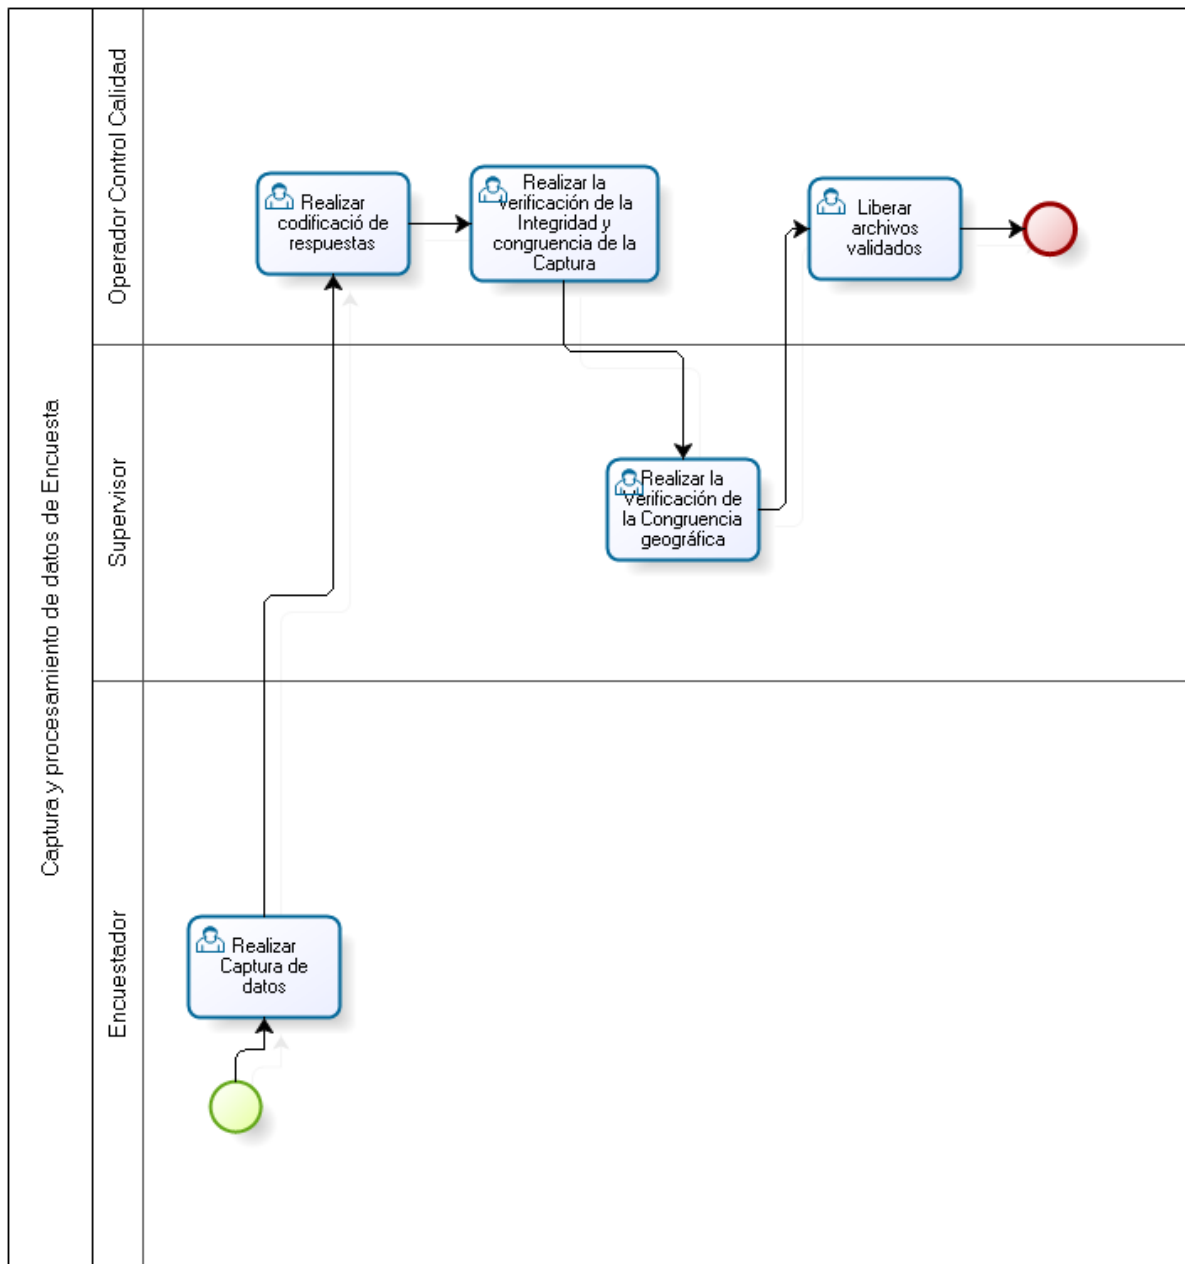 Captura y procesamiento de datos de Encuesta
Operador Control Calidad
Realizar
codificació de
respuestas
Realizar la
verificación de la
Integridad y
congruencia de la
Captura
Liberar
archivos
validados
Supervisor
Realizar la
Verificación de
la Congruencia
geográfica
Encuestador
Realizar
Captura de
datos